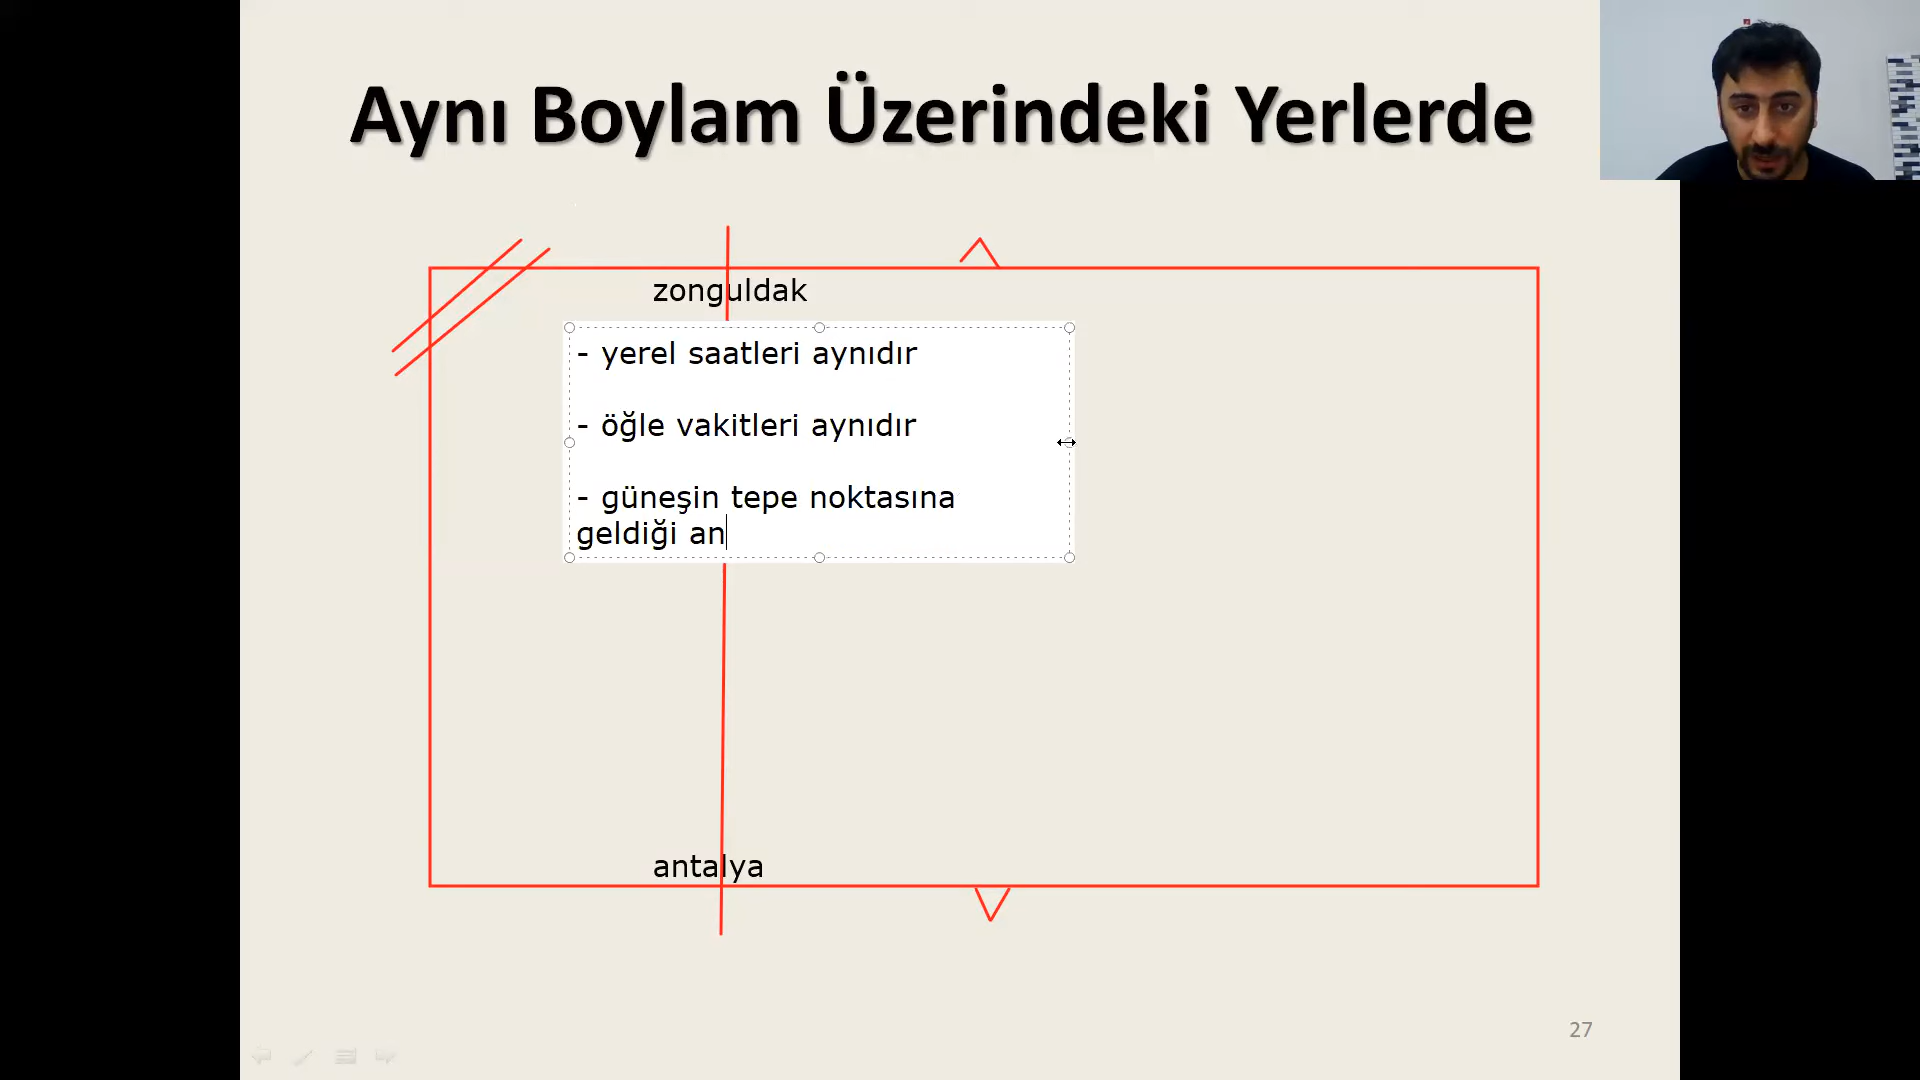 Aynı Boylam Üzerindeki Yerlerde
zonguldak
- yerel saatleri aynıdır
- öğle vakitleri aynıdır
- güneşin tepe noktasına
geldiği an
antalya
27